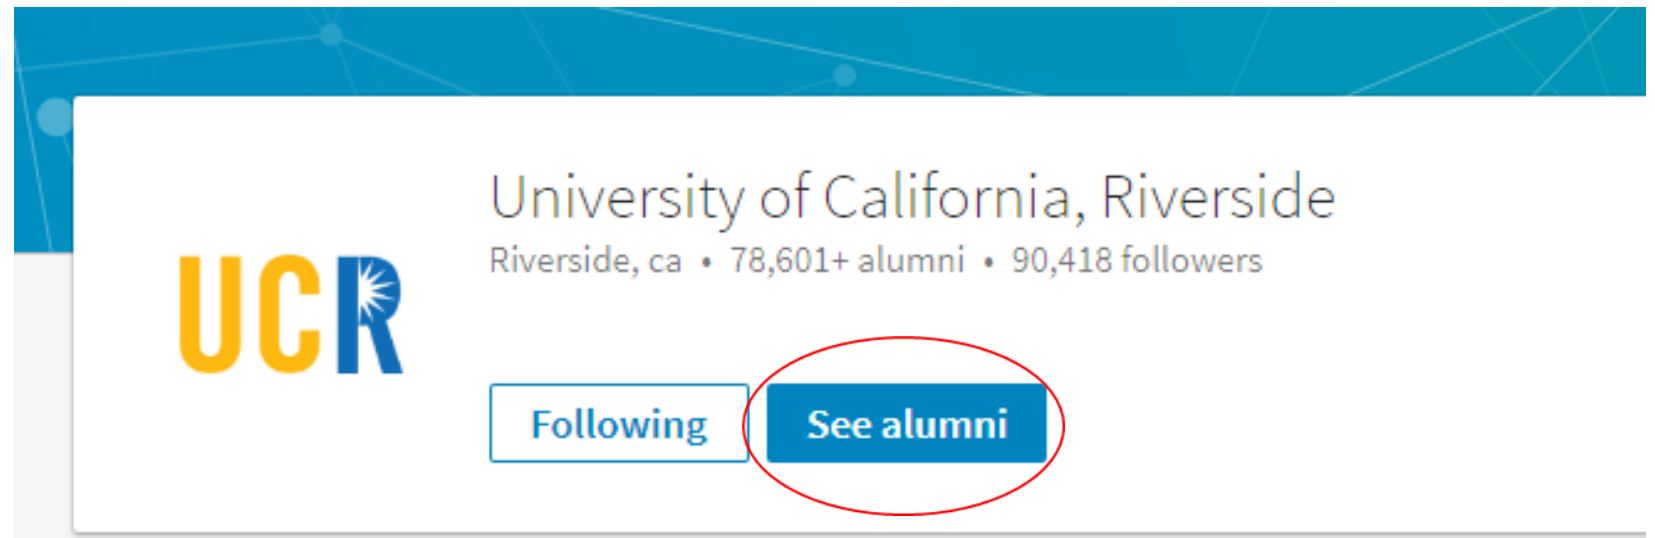 University of California, Riverside
Riverside, ca • 78,601+ alumni • 90,418 followers
UCR
Following
See alumni